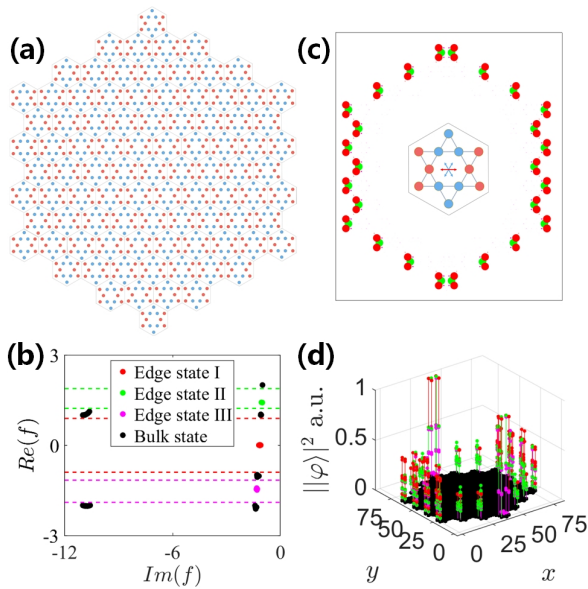 (a)
(c)
(b)
3
0
-3
Re(f)
Edge state I
Edge state II
Edge state III
Bulk state
-12
-6
0
Im(f)
(d)
1
0.5
0
||φ⟩|² a.u.
75
50
25
0
y
0
25
50
75
x